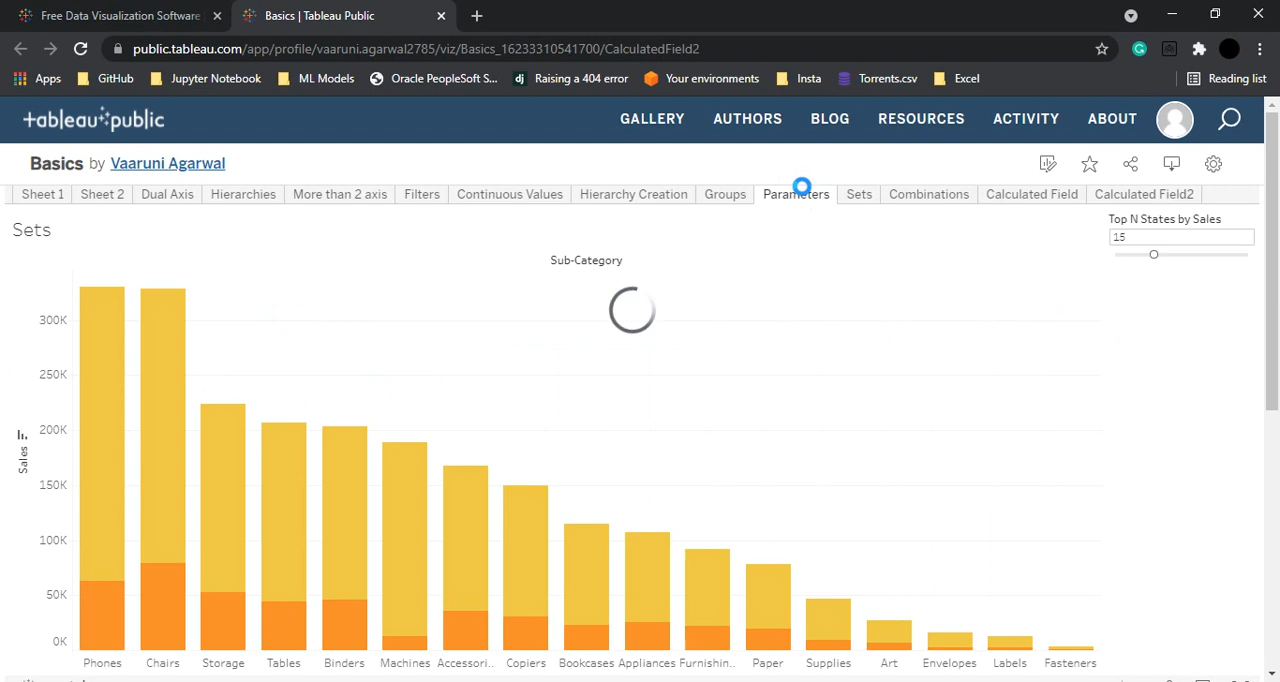 Free Data Visualization Software
Basics | Tableau Public
public.tableau.com/app/profile/vaaruni.agarwal2785/viz/Basics_16233310541700/CalculatedField2
Apps GitHub Jupyter Notebook ML Models Oracle PeopleSoft S... dj Raising a 404 error Your environments Insta Torrents.csv Excel Reading list
+ableau public GALLERY AUTHORS BLOG RESOURCES ACTIVITY ABOUT
Basics by Vaaruni Agarwal
Sheet 1 Sheet 2 Dual Axis Hierarchies More than 2 axis Filters Continuous Values Hierarchy Creation Groups Parameters Sets Combinations Calculated Field Calculated Field2
Sets
Top N States by Sales
15
Sub-Category
Sales
300K
250K
200K
150K
100K
50K
0K
Phones Chairs Storage Tables Binders Machines Accessori.. Copiers Bookcases Appliances Furnishin.. Paper Supplies Art Envelopes Labels Fasteners